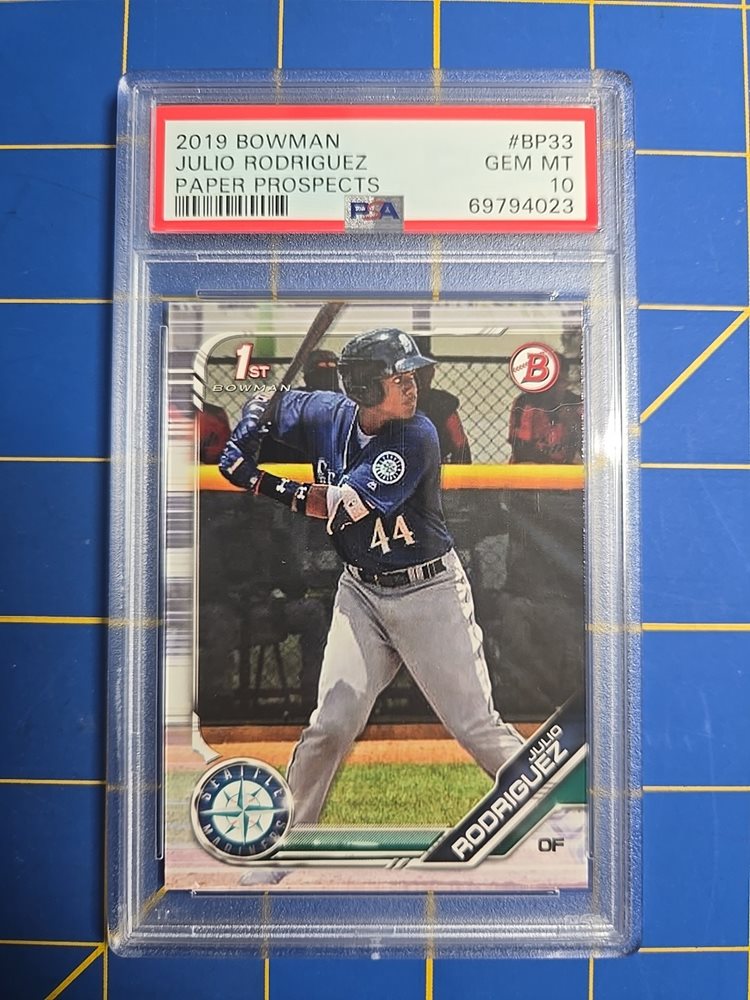 2019 BOWMAN #BP33
JULIO RODRIGUEZ GEM MT
PAPER PROSPECTS 10
PSA 69794023
1ST
BOWMAN
B
44
SEATTLE
MARINERS
JULIO
RODRIGUEZ
OF